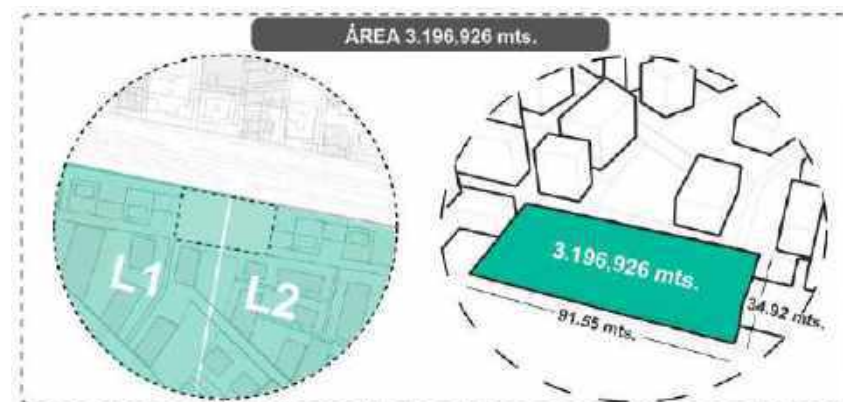 ÁREA 3.196,926 mts.
L1
L2
3.196,926 mts.
91.55 mts.
34.92 mts.